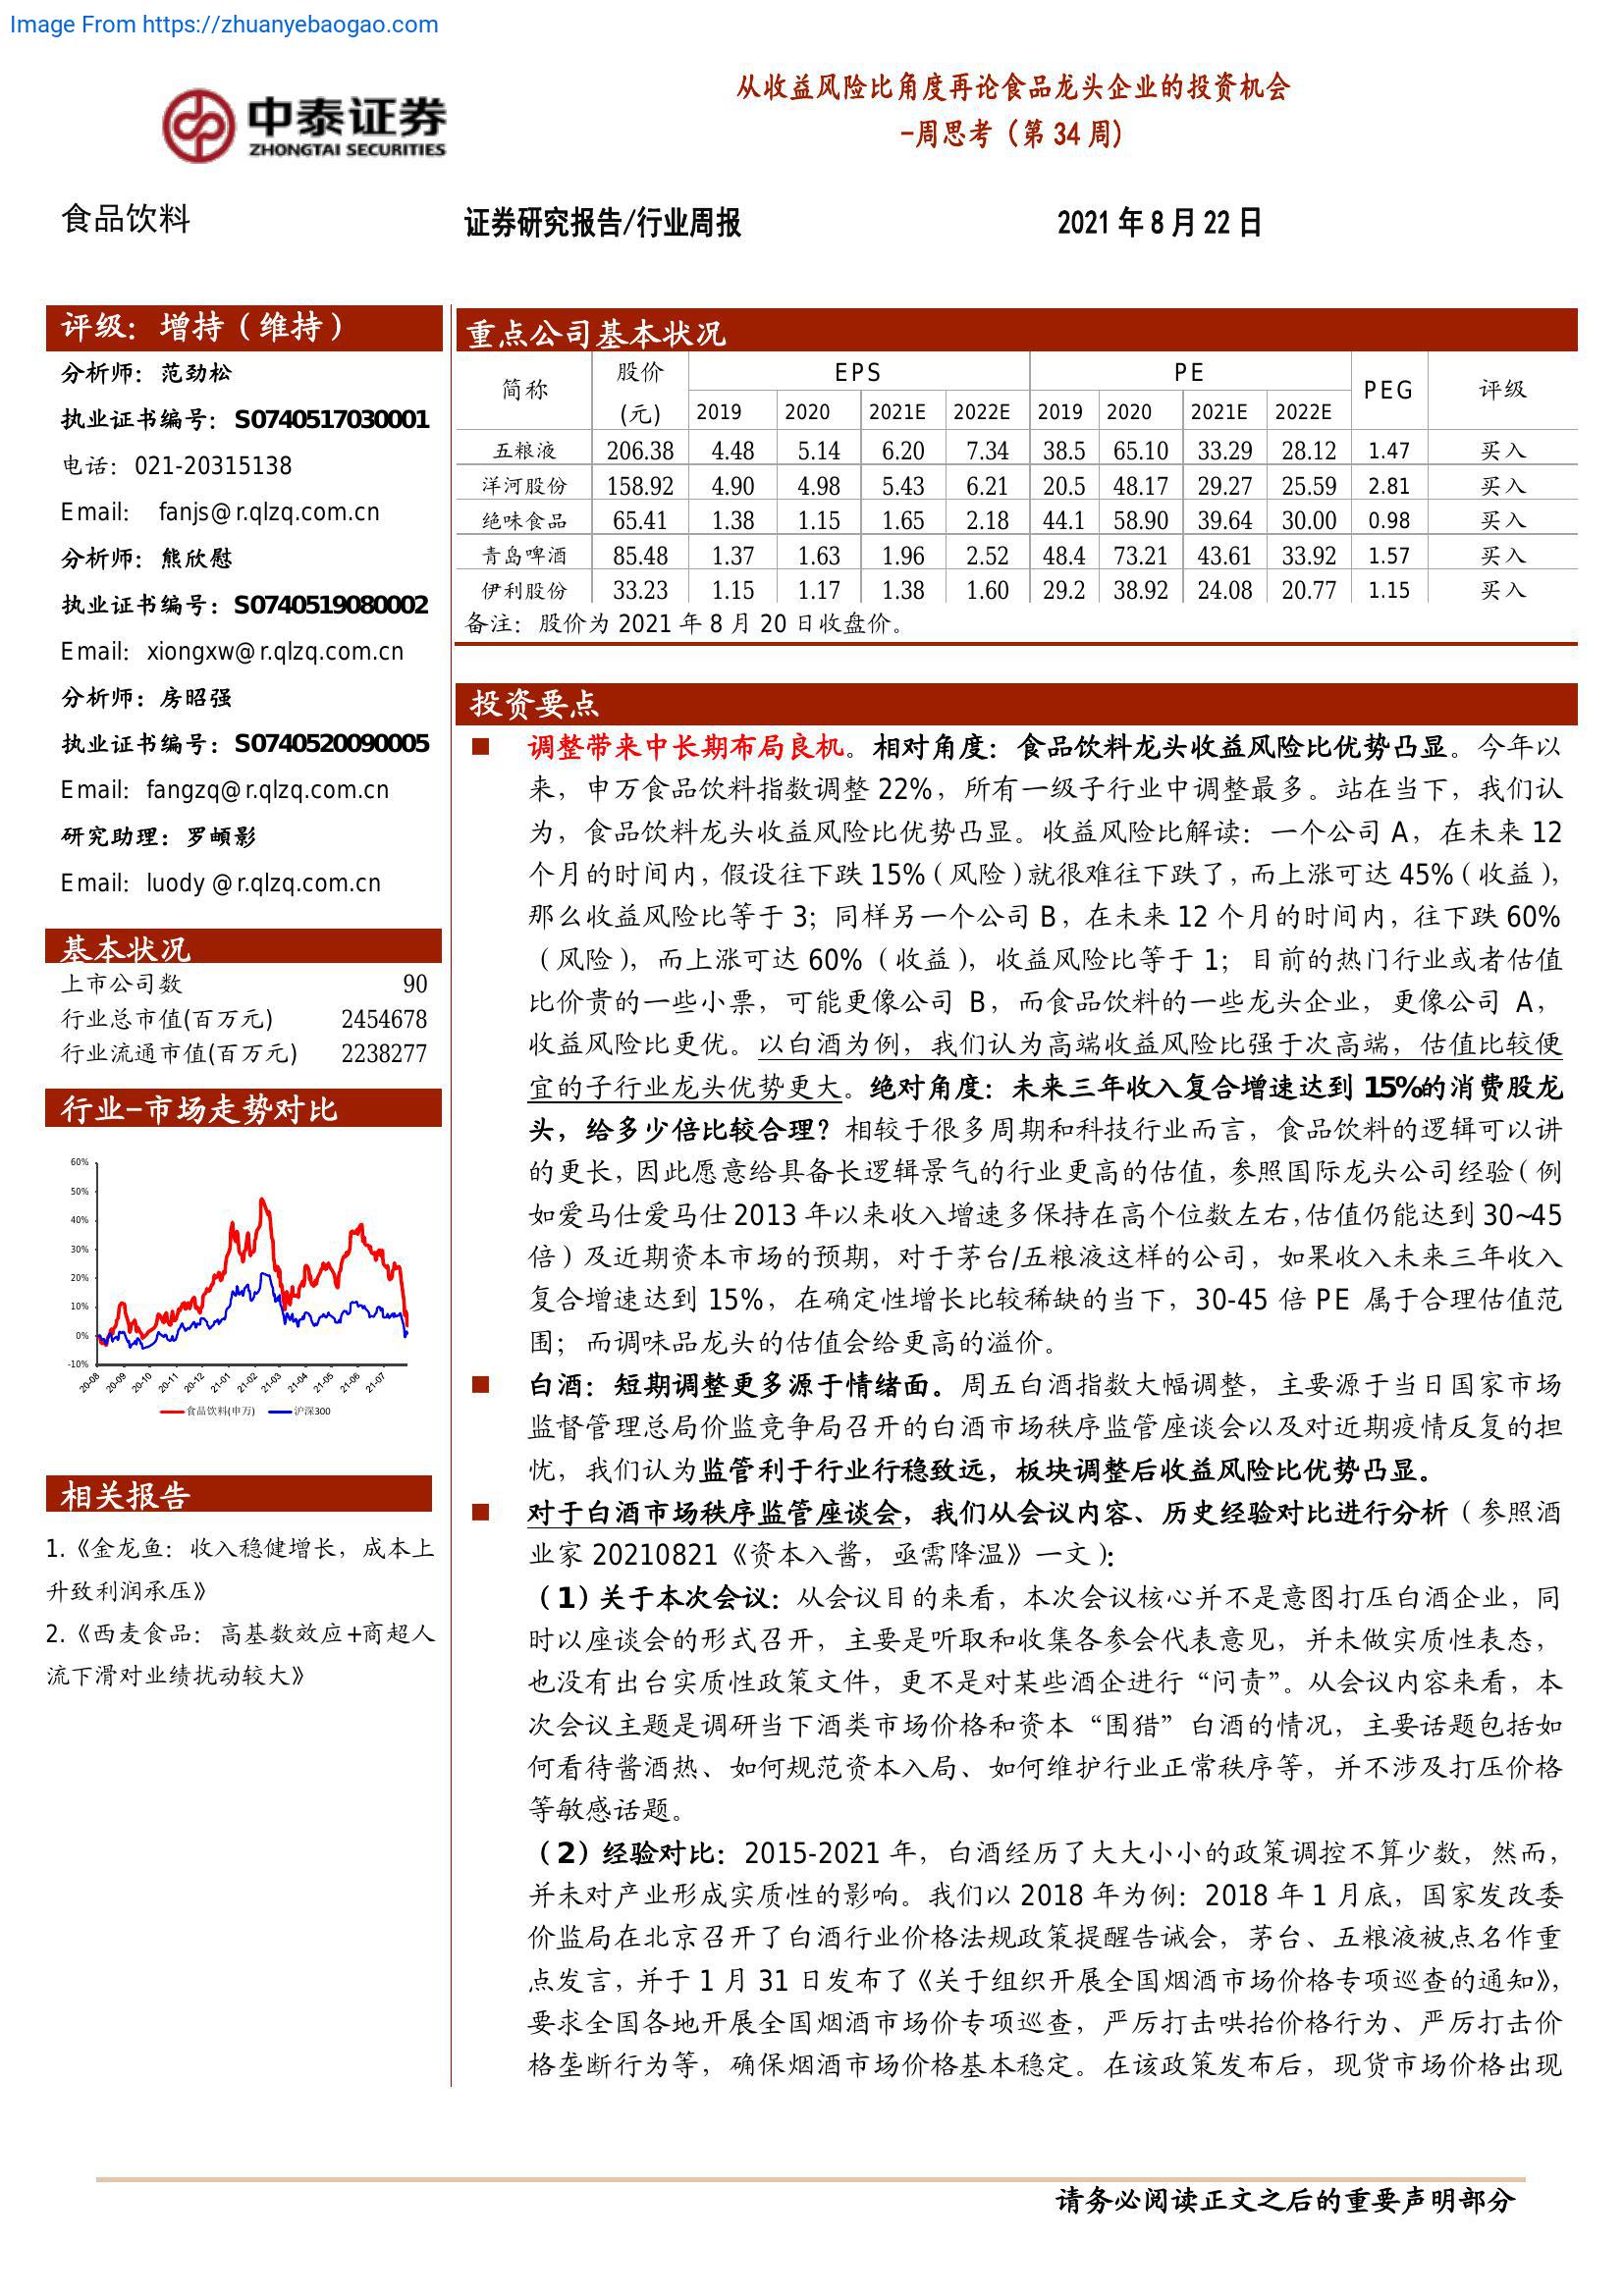 Image From https://zhuanyebaogao.com
中泰证券
ZHONGTAI SECURITIES
从收益风险比角度再论食品龙头企业的投资机会
-周思考（第 34 周)
食品饮料
证券研究报告/行业周报
2021 年 8 月 22 日
评级：增持（维持）
分析师：范劲松
执业证书编号：S0740517030001
电话：021-20315138
Email: fanjs@r.qlzq.com.cn
分析师：熊欣慰
执业证书编号：S0740519080002
Email: xiongxw@r.qlzq.com.cn
分析师：房昭强
执业证书编号：S0740520090005
Email: fangzq@r.qlzq.com.cn
研究助理：罗頔影
Email: luody @r.qlzq.com.cn
基本状况
上市公司数 90
行业总市值(百万元) 2454678
行业流通市值(百万元) 2238277
行业-市场走势对比
60%
50%
40%
30%
20%
10%
0%
-10%
20-08 20-09 20-10 20-11 20-12 21-01 21-02 21-03 21-04 21-05 21-06 21-07
食品饮料(申万) 沪深300
相关报告
1.《金龙鱼：收入稳健增长，成本上
升致利润承压》
2.《西麦食品：高基数效应+商超人
流下滑对业绩扰动较大》
重点公司基本状况
简称 股价 (元) EPS PE PEG 评级
2019 2020 2021E 2022E 2019 2020 2021E 2022E
五粮液 206.38 4.48 5.14 6.20 7.34 38.5 65.10 33.29 28.12 1.47 买入
洋河股份 158.92 4.90 4.98 5.43 6.21 20.5 48.17 29.27 25.59 2.81 买入
绝味食品 65.41 1.38 1.15 1.65 2.18 44.1 58.90 39.64 30.00 0.98 买入
青岛啤酒 85.48 1.37 1.63 1.96 2.52 48.4 73.21 43.61 33.92 1.57 买入
伊利股份 33.23 1.15 1.17 1.38 1.60 29.2 38.92 24.08 20.77 1.15 买入
备注：股价为 2021 年 8 月 20 日收盘价。
投资要点
调整带来中长期布局良机。相对角度：食品饮料龙头收益风险比优势凸显。今年以
来，申万食品饮料指数调整 22%，所有一级子行业中调整最多。站在当下，我们认
为，食品饮料龙头收益风险比优势凸显。收益风险比解读：一个公司 A，在未来 12
个月的时间内，假设往下跌 15%（风险）就很难往下跌了，而上涨可达 45%（收益），
那么收益风险比等于 3；同样另一个公司 B，在未来 12 个月的时间内，往下跌 60%
（风险），而上涨可达 60%（收益），收益风险比等于 1；目前的热门行业或者估值
比价贵的一些小票，可能更像公司 B，而食品饮料的一些龙头企业，更像公司 A，
收益风险比更优。以白酒为例，我们认为高端收益风险比强于次高端，估值比较便
宜的子行业龙头优势更大。绝对角度：未来三年收入复合增速达到 15%的消费股龙
头，给多少倍比较合理？相较于很多周期和科技行业而言，食品饮料的逻辑可以讲
的更长，因此愿意给具备长逻辑景气的行业更高的估值，参照国际龙头公司经验（例
如爱马仕爱马仕 2013 年以来收入增速多保持在高个位数左右，估值仍能达到 30~45
倍）及近期资本市场的预期，对于茅台/五粮液这样的公司，如果收入未来三年收入
复合增速达到 15%，在确定性增长比较稀缺的当下，30-45 倍 PE 属于合理估值范
围；而调味品龙头的估值会给更高的溢价。
白酒：短期调整更多源于情绪面。周五白酒指数大幅调整，主要源于当日国家市场
监督管理总局价监竞争局召开的白酒市场秩序监管座谈会以及对近期疫情反复的担
忧，我们认为监管利于行业行稳致远，板块调整后收益风险比优势凸显。
对于白酒市场秩序监管座谈会，我们从会议内容、历史经验对比进行分析（参照酒
业家 20210821《资本入酱，亟需降温》一文）：
（1）关于本次会议：从会议目的来看，本次会议核心并不是意图打压白酒企业，同
时以座谈会的形式召开，主要是听取和收集各参会代表意见，并未做实质性表态，
也没有出台实质性政策文件，更不是对某些酒企进行“问责”。从会议内容来看，本
次会议主题是调研当下酒类市场价格和资本“围猎”白酒的情况，主要话题包括如
何看待酱酒热、如何规范资本入局、如何维护行业正常秩序等，并不涉及打压价格
等敏感话题。
（2）经验对比：2015-2021 年，白酒经历了大大小小的政策调控不算少数，然而，
并未对产业形成实质性的影响。我们以 2018 年为例：2018 年 1 月底，国家发改委
价监局在北京召开了白酒行业价格法规政策提醒告诫会，茅台、五粮液被点名作重
点发言，并于 1 月 31 日发布了《关于组织开展全国烟酒市场价格专项巡查的通知》，
要求全国各地开展全国烟酒市场价专项巡查，严厉打击哄抬价格行为、严厉打击价
格垄断行为等，确保烟酒市场价格基本稳定。在该政策发布后，现货市场价格出现
请务必阅读正文之后的重要声明部分